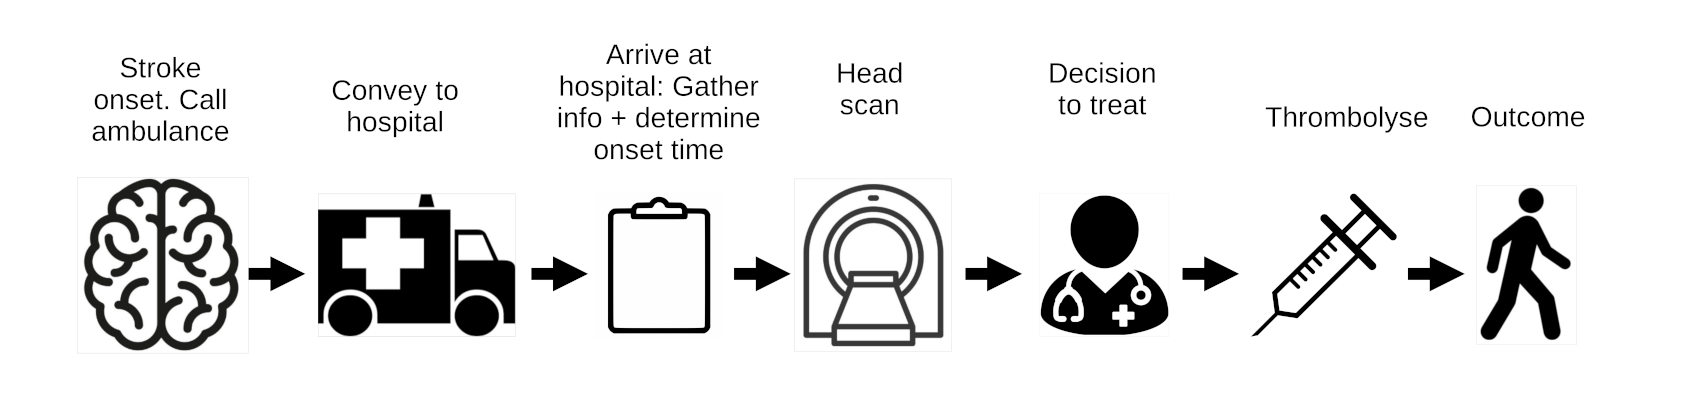 Stroke
onset. Call
ambulance
Convey to
hospital
Arrive at
hospital: Gather
info + determine
onset time
Head
scan
Decision
to treat
Thrombolyse
Outcome